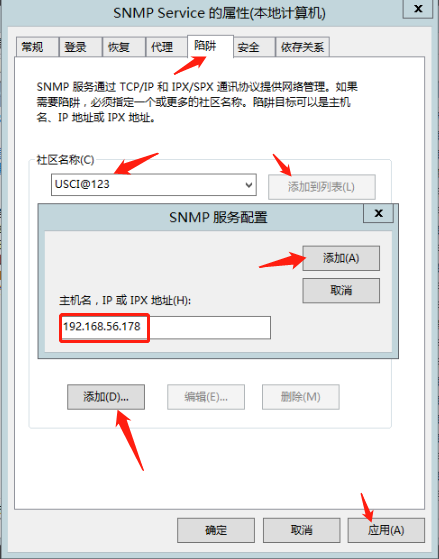 SNMP Service 的属性(本地计算机)
x
常规 登录 恢复 代理 陷阱 安全 依存关系
SNMP 服务通过 TCP/IP 和 IPX/SPX 通讯协议提供网络管理。如果
需要陷阱，必须指定一个或更多的社区名称。陷阱目标可以是主机
名、IP 地址或 IPX 地址。
社区名称(C)
USCI@123
添加到列表(L)
SNMP 服务配置
x
添加(A)
取消
主机名，IP 或 IPX 地址(H):
192.168.56.178
添加(D)... 编辑(E)... 删除(M)
确定 取消 应用(A)